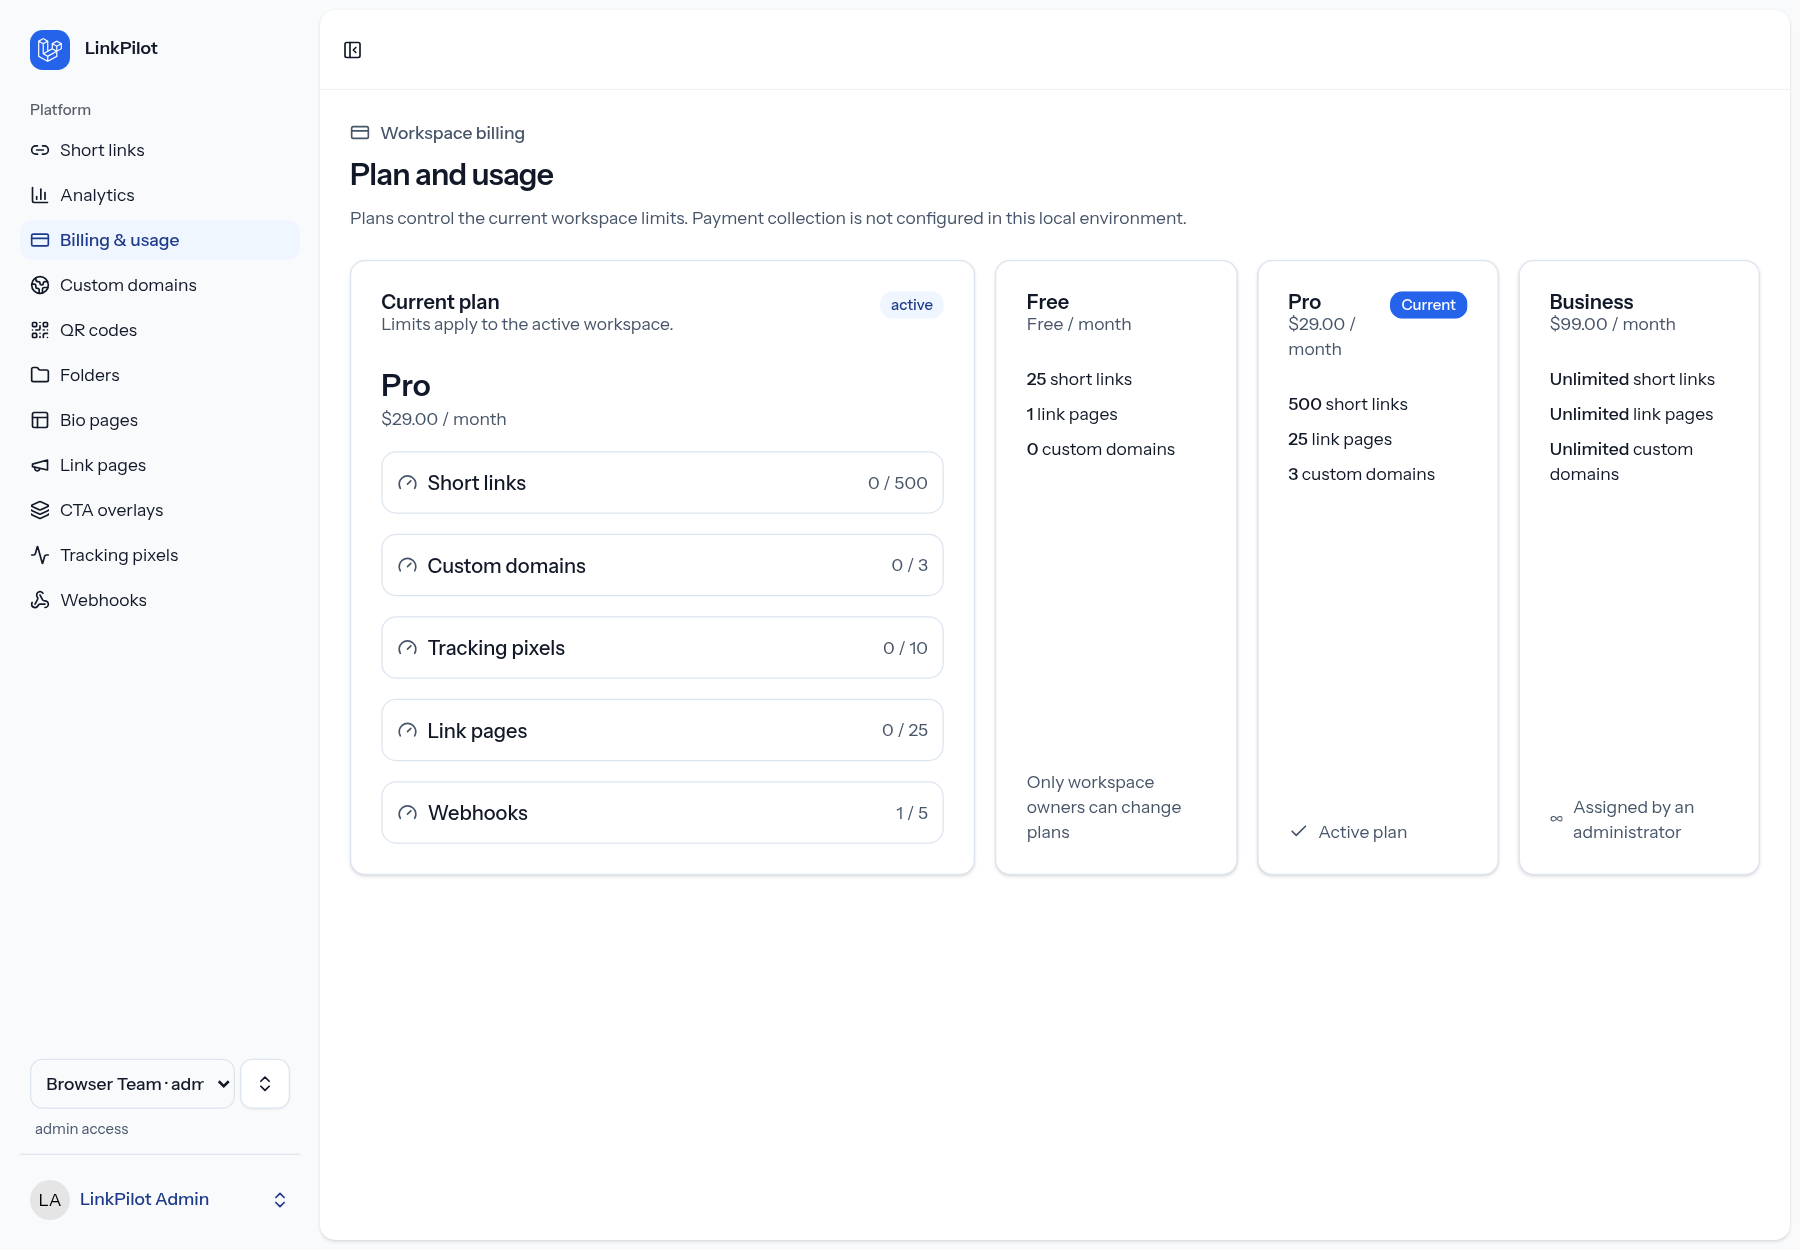 LinkPilot
Platform
Short links
Analytics
Billing & usage
Custom domains
QR codes
Folders
Bio pages
Link pages
CTA overlays
Tracking pixels
Webhooks
Browser Team · adm
admin access
LA
LinkPilot Admin
Workspace billing
Plan and usage
Plans control the current workspace limits. Payment collection is not configured in this local environment.
Current plan
active
Limits apply to the active workspace.
Pro
$29.00 / month
Short links 0 / 500
Custom domains 0 / 3
Tracking pixels 0 / 10
Link pages 0 / 25
Webhooks 1 / 5
Free
Free / month
25 short links
1 link pages
0 custom domains
Only workspace
owners can change
plans
Pro
Current
$29.00 /
month
500 short links
25 link pages
3 custom domains
Active plan
Business
$99.00 / month
Unlimited short links
Unlimited link pages
Unlimited custom
domains
Assigned by an
administrator